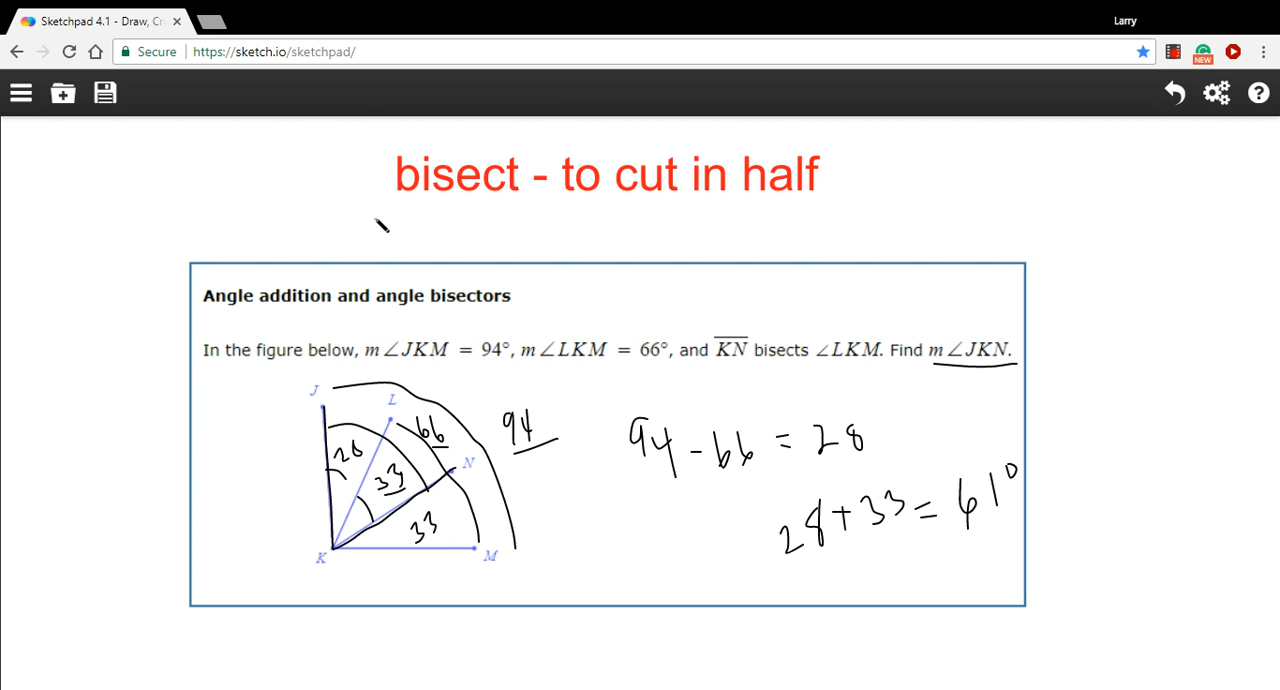 Sketchpad 4.1 - Draw, Cr
Larry
Secure https://sketch.io/sketchpad/
NEW
bisect - to cut in half
Angle addition and angle bisectors
In the figure below, m∠JKM = 94°, m∠LKM = 66°, and K̅N̅ bisects ∠LKM. Find m∠JKN.
J
L
66
94
94 - 66 = 28
28
33
N
28 + 33 = 61°
33
K
M